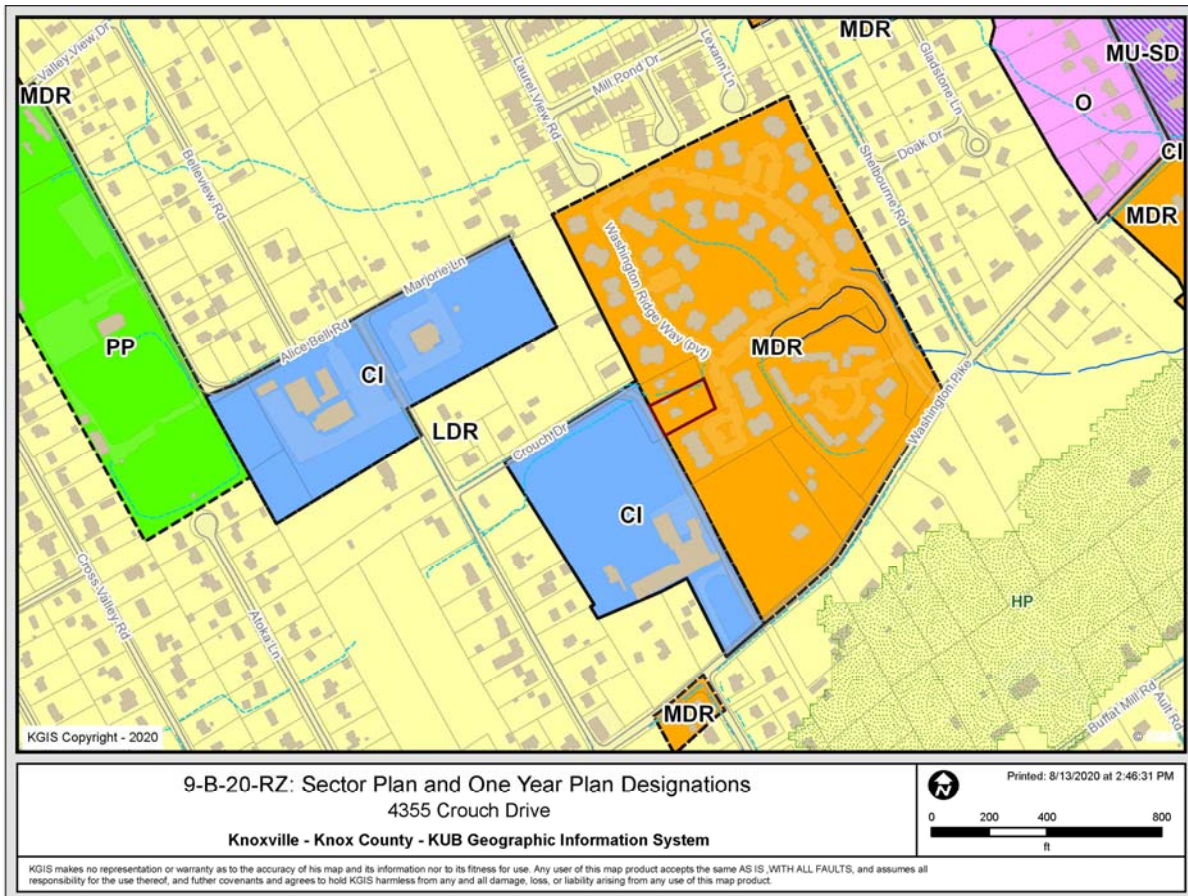 MDR
Valley View Dr
MDR
Belleview Rd
Laurel View Rd
Mill Pond Dr
Lexann Ln
MDR
Gladstone Ln
Doak Dr
Shelbourne Rd
O
MU-SD
CI
MDR
PP
Alice Bell Rd
Marjorie Ln
CI
LDR
Crouch Dr
CI
Washington Ridge Way (pvt)
MDR
Washington Pike
Cross Valley Rd
Atoka Ln
MDR
HP
Buffat Mill Rd
Ault Rd
KGIS Copyright - 2020
9-B-20-RZ: Sector Plan and One Year Plan Designations
4355 Crouch Drive
Knoxville - Knox County - KUB Geographic Information System
N
Printed: 8/13/2020 at 2:46:31 PM
0 200 400 800
ft
KGIS makes no representation or warranty as to the accuracy of his map and its information nor to its fitness for use. Any user of this map product accepts the same AS IS ,WITH ALL FAULTS, and assumes all
responsibility for the use thereof, and futher covenants and agrees to hold KGIS harmless from any and all damage, loss, or liability arising from any use of this map product.